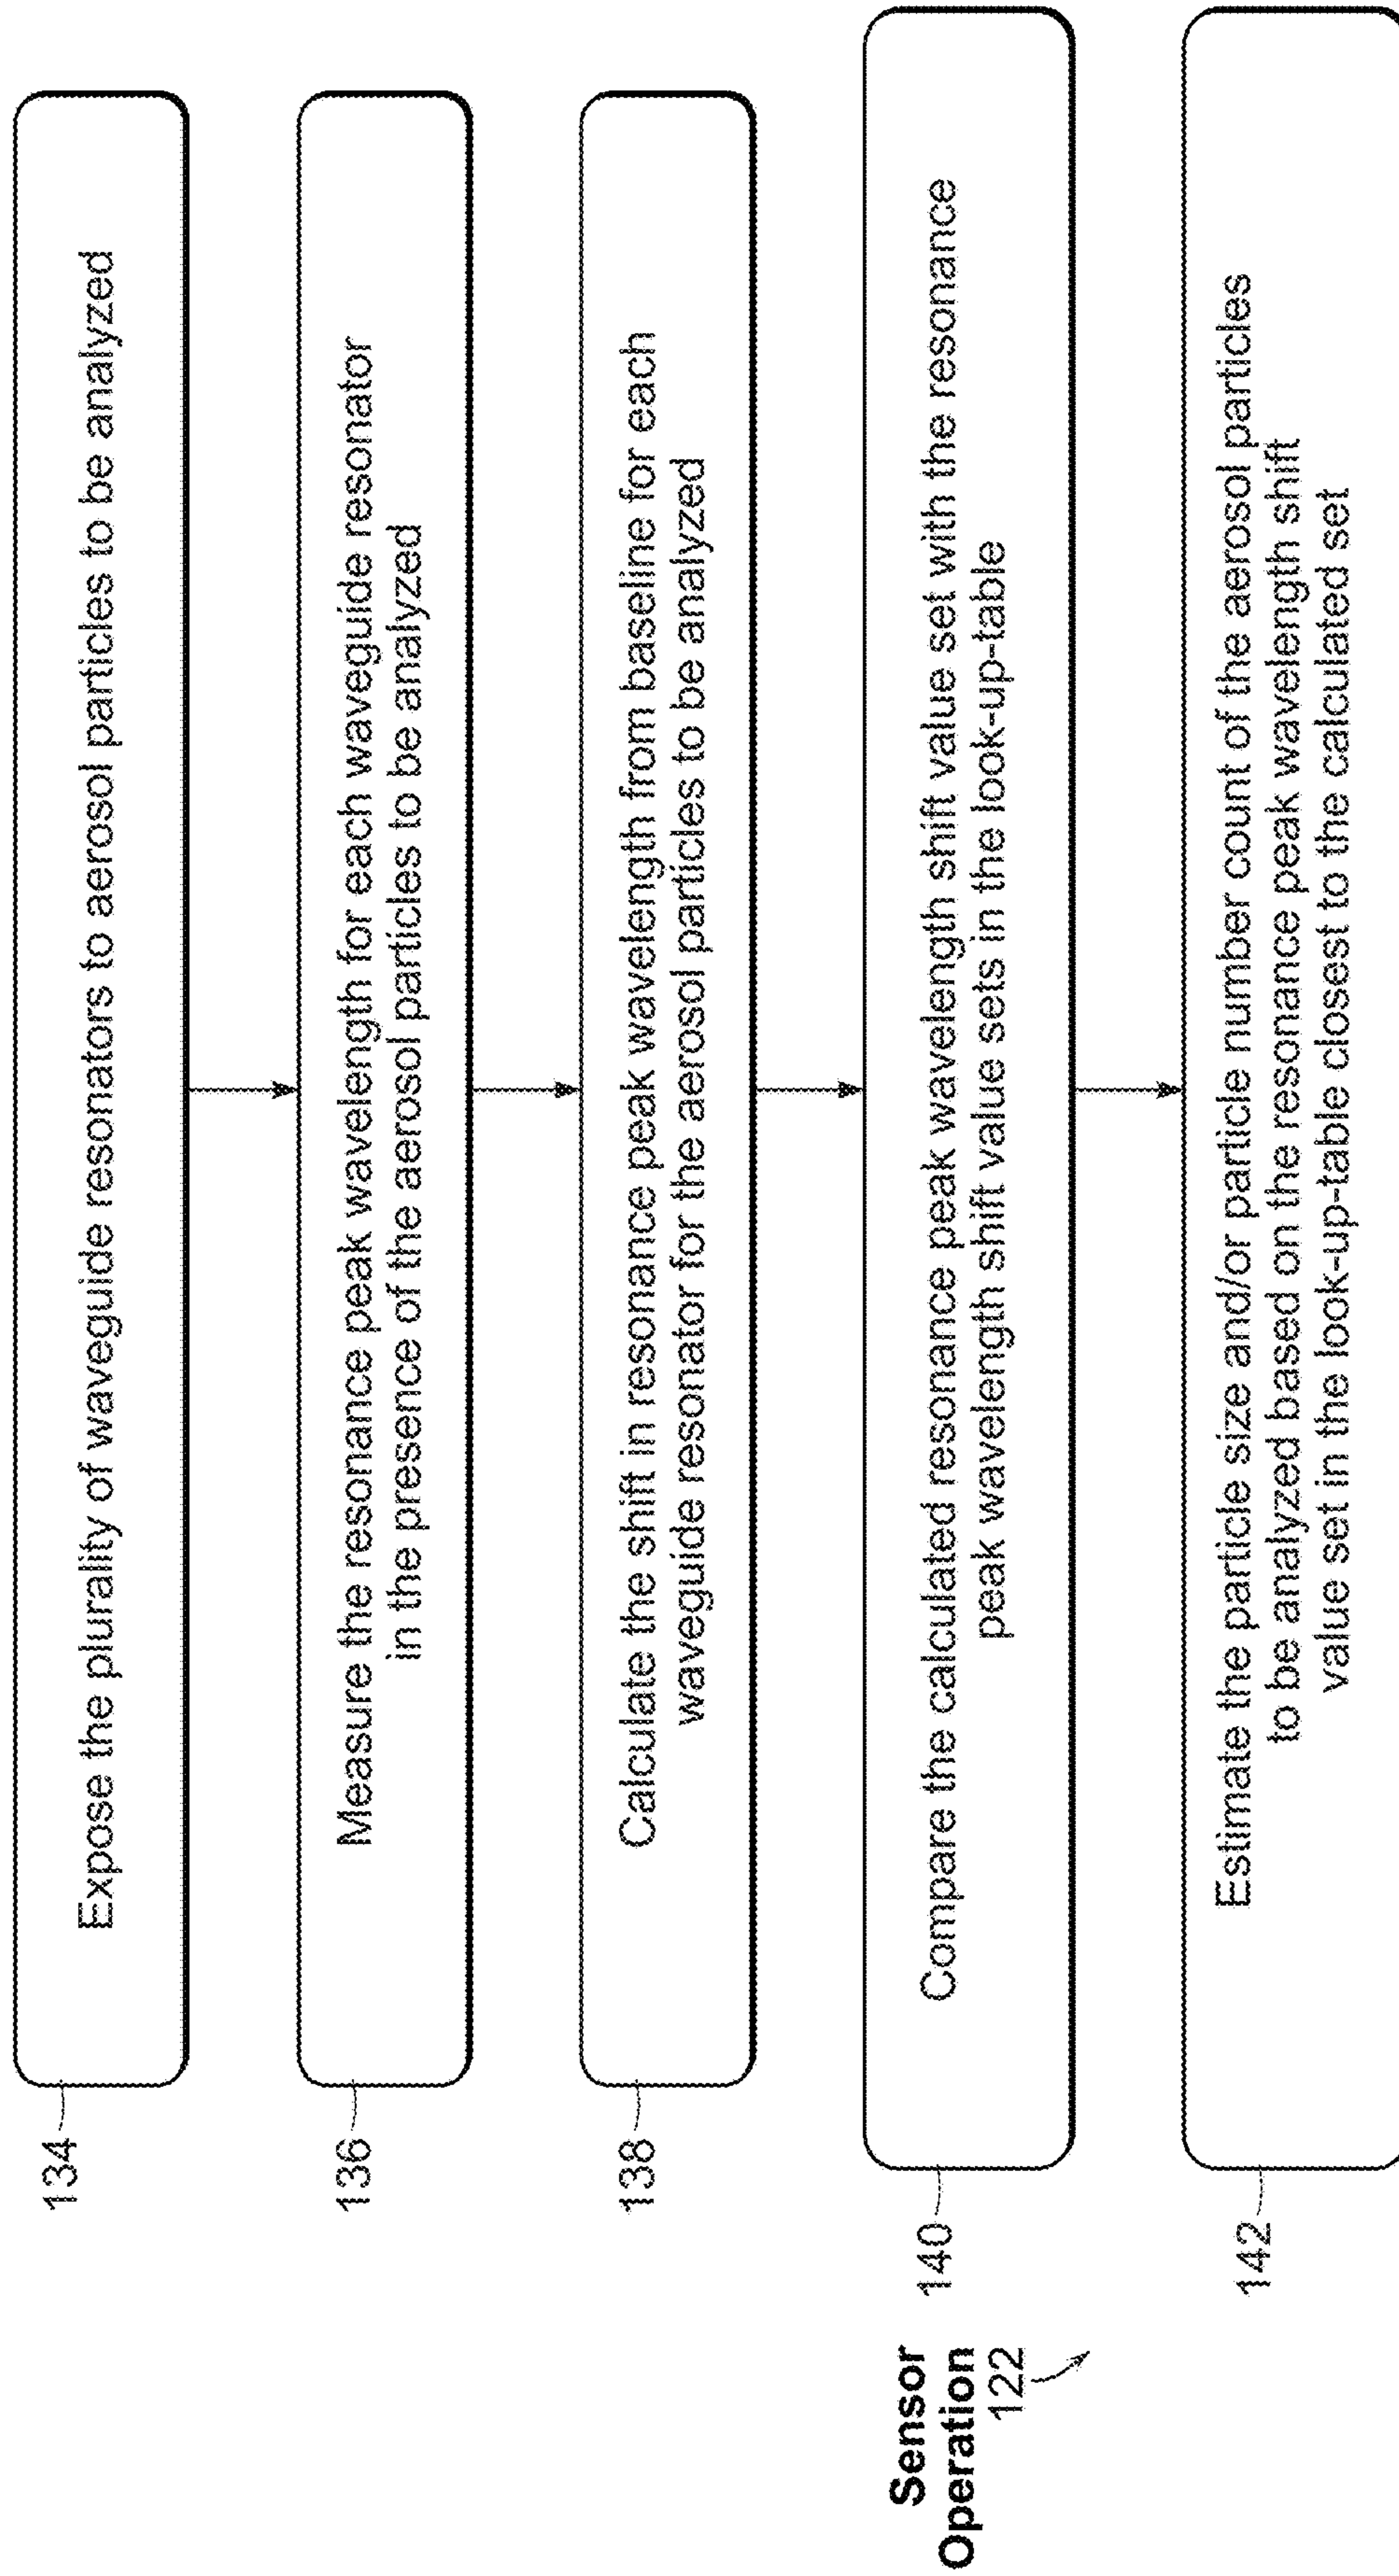 134
Expose the plurality of waveguide resonators to aerosol particles to be analyzed
136
Measure the resonance peak wavelength for each waveguide resonator
in the presence of the aerosol particles to be analyzed
138
Calculate the shift in resonance peak wavelength from baseline for each
waveguide resonator for the aerosol particles to be analyzed
140
Compare the calculated resonance peak wavelength shift value set with the resonance
peak wavelength shift value sets in the look-up-table
Sensor
Operation
122
142
Estimate the particle size and/or particle number count of the aerosol particles
to be analyzed based on the resonance peak wavelength shift
value set in the look-up-table closest to the calculated set